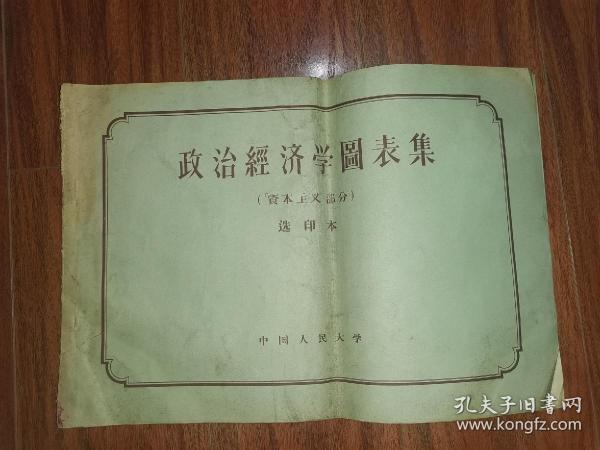 政治經济学圖表集
(資本主义部分)
选印本
中国人民大学
孔夫子旧書网
www.kongfz.com